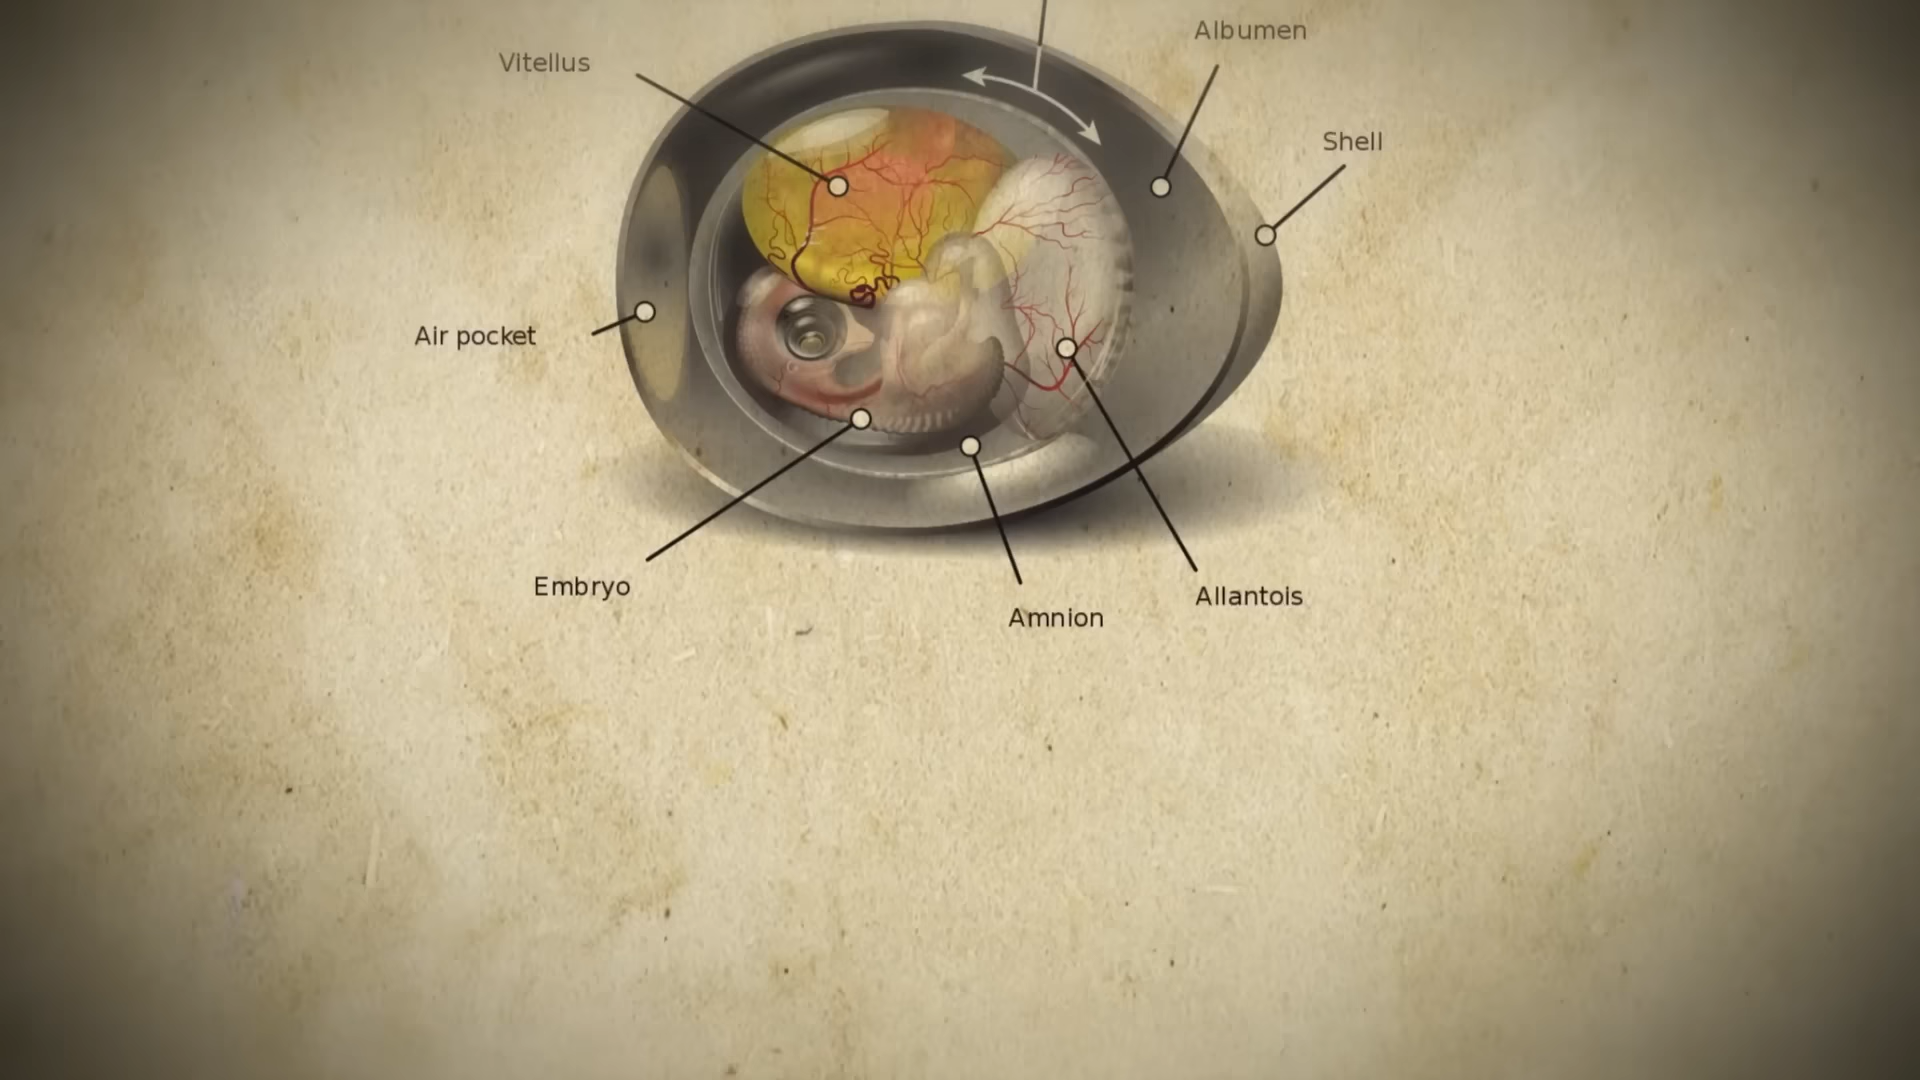 Albumen
Vitellus
Shell
Air pocket
Embryo
Allantois
Amnion